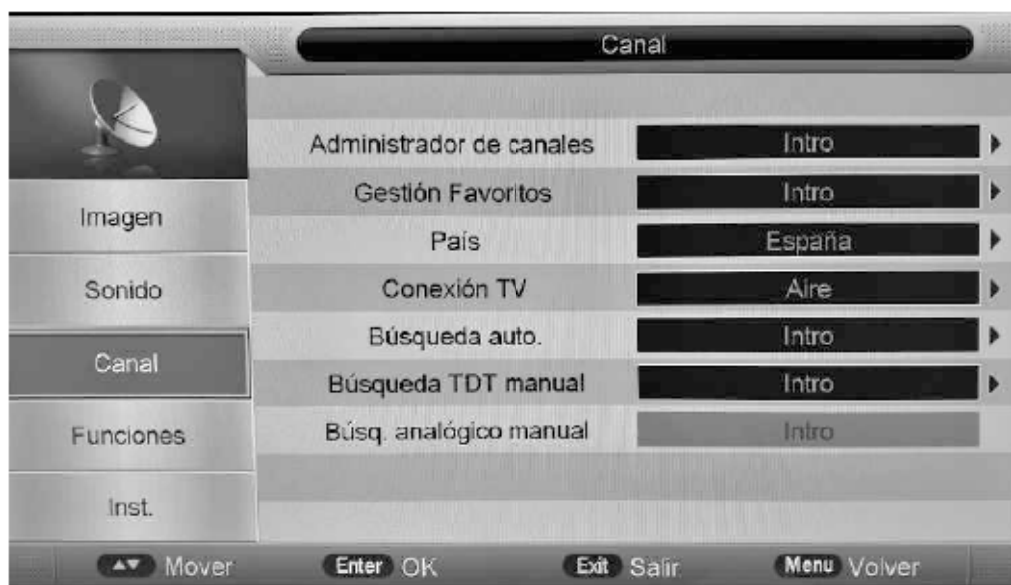 Canal
Administrador de canales Intro
Gestión Favoritos Intro
País España
Conexión TV Aire
Búsqueda auto. Intro
Búsqueda TDT manual Intro
Búsq. analógico manual Intro
Imagen
Sonido
Canal
Funciones
Inst.
Mover Enter OK Exit Salir Menu Volver